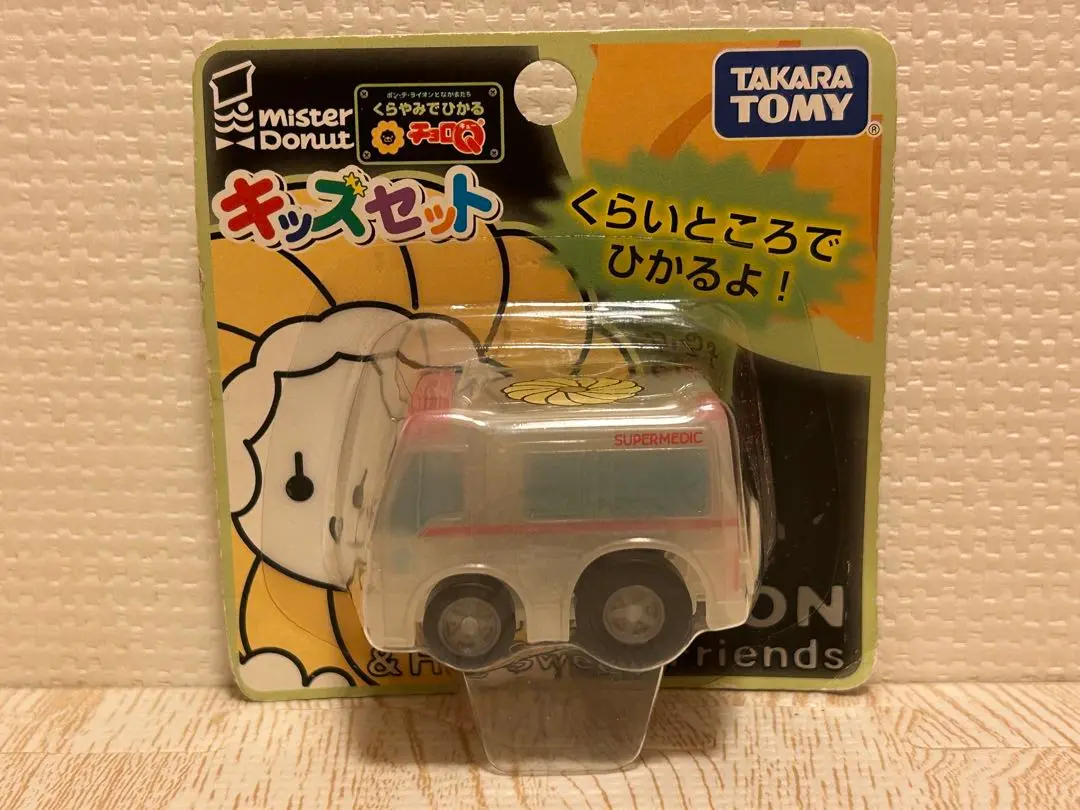 mister
Donut
ポン・デ・ライオンとなかまたち
くらやみでひかる
チョロQ
TAKARA
TOMY
®
キッズセット
くらいところで
ひかるよ!
SUPERMEDIC
ON
& H
Friends